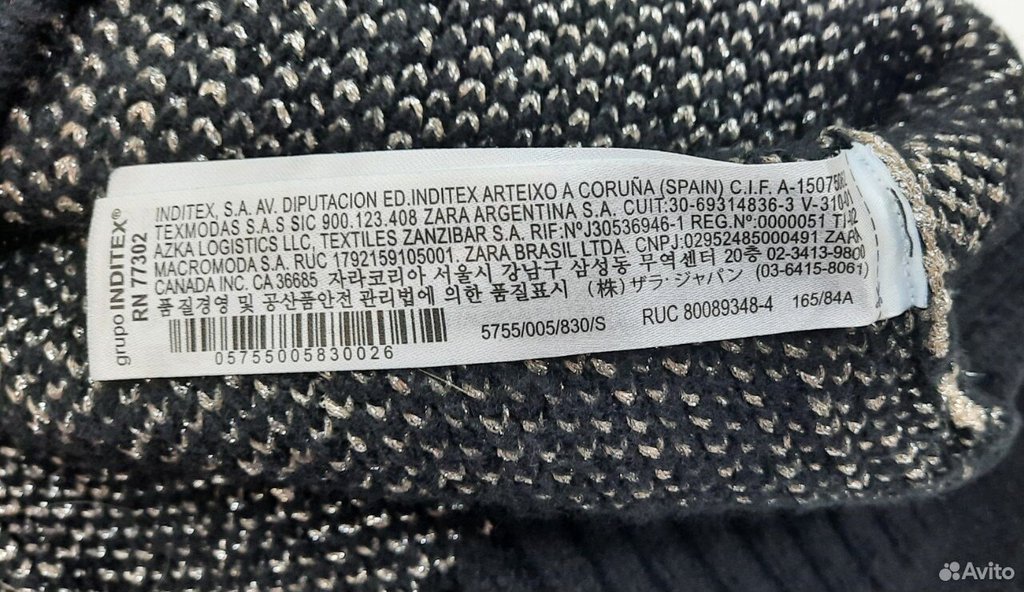 grupo INDITEX®
RN 77302
INDITEX, S.A. AV. DIPUTACION ED.INDITEX ARTEIXO A CORUÑA (SPAIN) C.I.F.
TEXMODAS S.A.S SIC 900.123.408 ZARA ARGENTINA S.A. CUIT:30-69314836-3
AZKA LOGISTICS LLC, TEXTILES ZANZIBAR S.A. RIF:NºJ30536946-1 REG.Nº:0000051
MACROMODA S.A. RUC 1792159105001. ZARA BRASIL LTDA. CNPJ:02952485000491 ZARA
CANADA INC. CA 36685 자라코리아 서울시 강남구 삼성동 무역센터 20층 02-3413-9800
품질경영 및 공산품안전 관리법에 의한 품질표시 (株) ザラ・ジャパン (03-6415-8061)
05755005830026
5755/005/830/S
RUC 80089348-4
165/84A
Avito